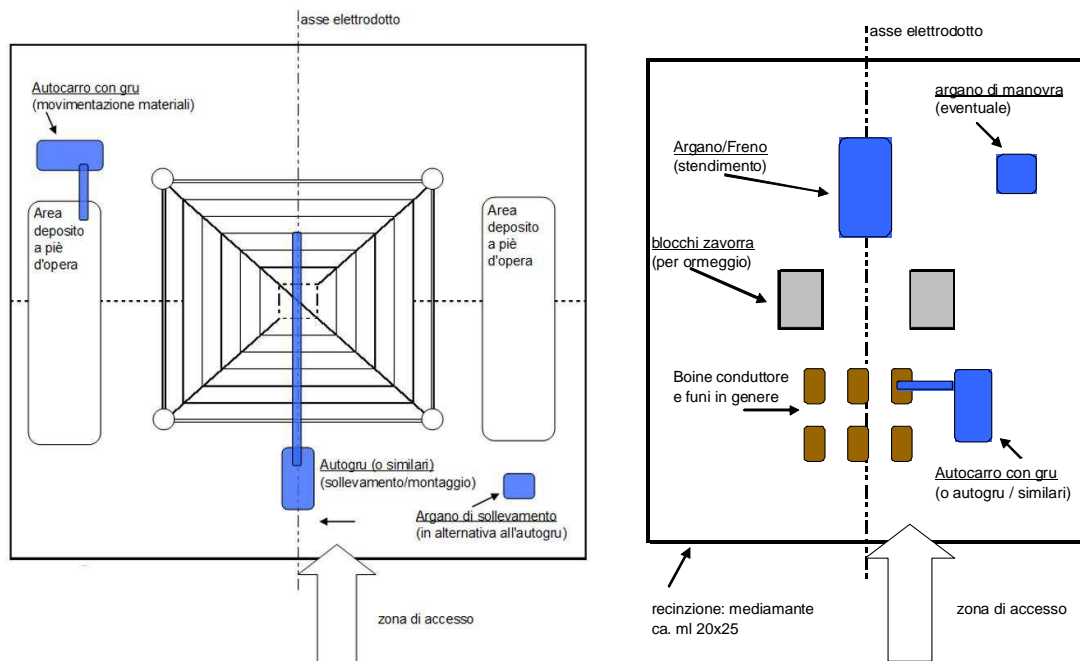 asse elettrodotto
Autocarro con gru
(movimentazione materiali)
Area
deposito
a piè
d'opera
Area
deposito
a piè
d'opera
Autogru (o similari)
(sollevamento/montaggio)
Argano di sollevamento
(in alternativa all'autogru)
zona di accesso
asse elettrodotto
argano di manovra
(eventuale)
Argano/Freno
(stendimento)
blocchi zavorra
(per ormeggio)
Boine conduttore
e funi in genere
Autocarro con gru
(o autogru / similari)
recinzione: mediamante
ca. ml 20x25
zona di accesso